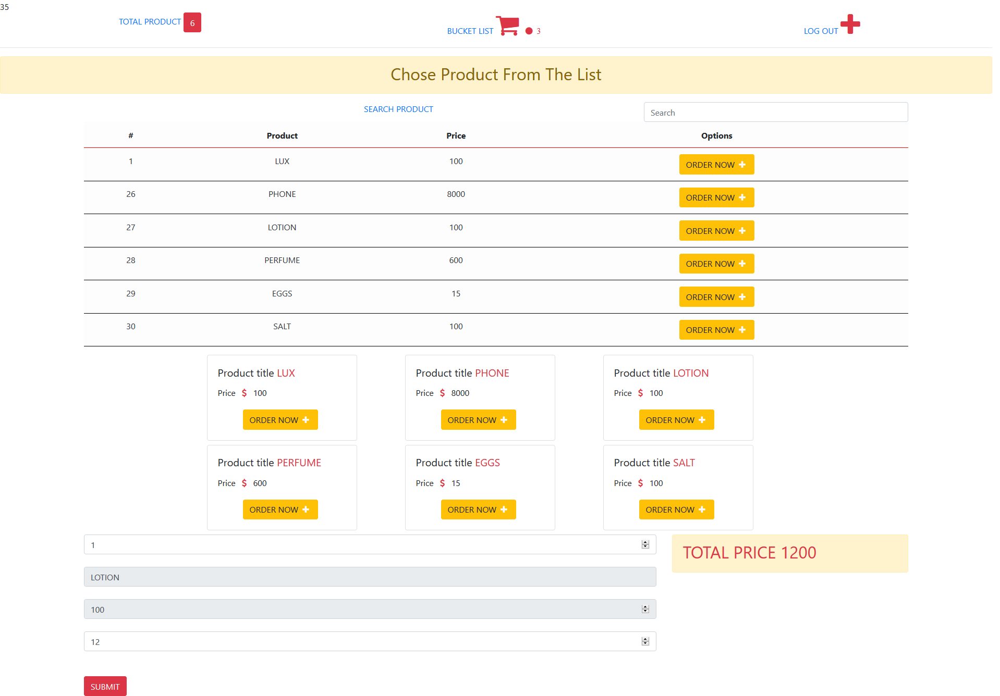 35
TOTAL PRODUCT 6
BUCKET LIST 3
LOG OUT
Chose Product From The List
SEARCH PRODUCT
Search
# Product Price Options
1 LUX 100 ORDER NOW
26 PHONE 8000 ORDER NOW
27 LOTION 100 ORDER NOW
28 PERFUME 600 ORDER NOW
29 EGGS 15 ORDER NOW
30 SALT 100 ORDER NOW
Product title LUX
Price $ 100
ORDER NOW
Product title PHONE
Price $ 8000
ORDER NOW
Product title LOTION
Price $ 100
ORDER NOW
Product title PERFUME
Price $ 600
ORDER NOW
Product title EGGS
Price $ 15
ORDER NOW
Product title SALT
Price $ 100
ORDER NOW
1
LOTION
100
12
TOTAL PRICE 1200
SUBMIT